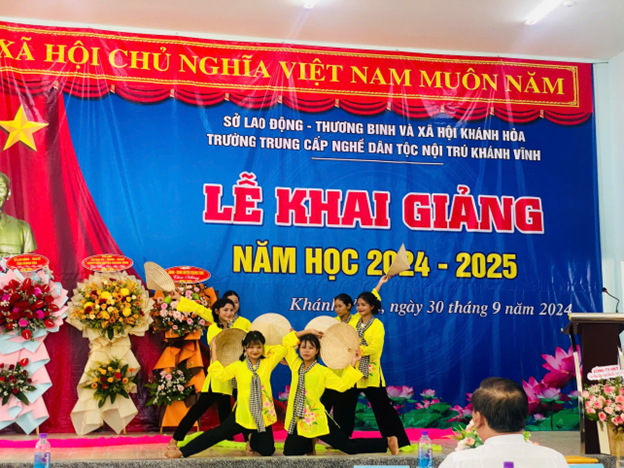 XÃ HỘI CHỦ NGHĨA VIỆT NAM MUÔN NĂM
SỞ LAO ĐỘNG - THƯƠNG BINH VÀ XÃ HỘI KHÁNH HÒA
TRƯỜNG TRUNG CẤP NGHỀ DÂN TỘC NỘI TRÚ KHÁNH VĨNH
LỄ KHAI GIẢNG
NĂM HỌC 2024 - 2025
Khánh , ngày 30 tháng 9 năm 2024